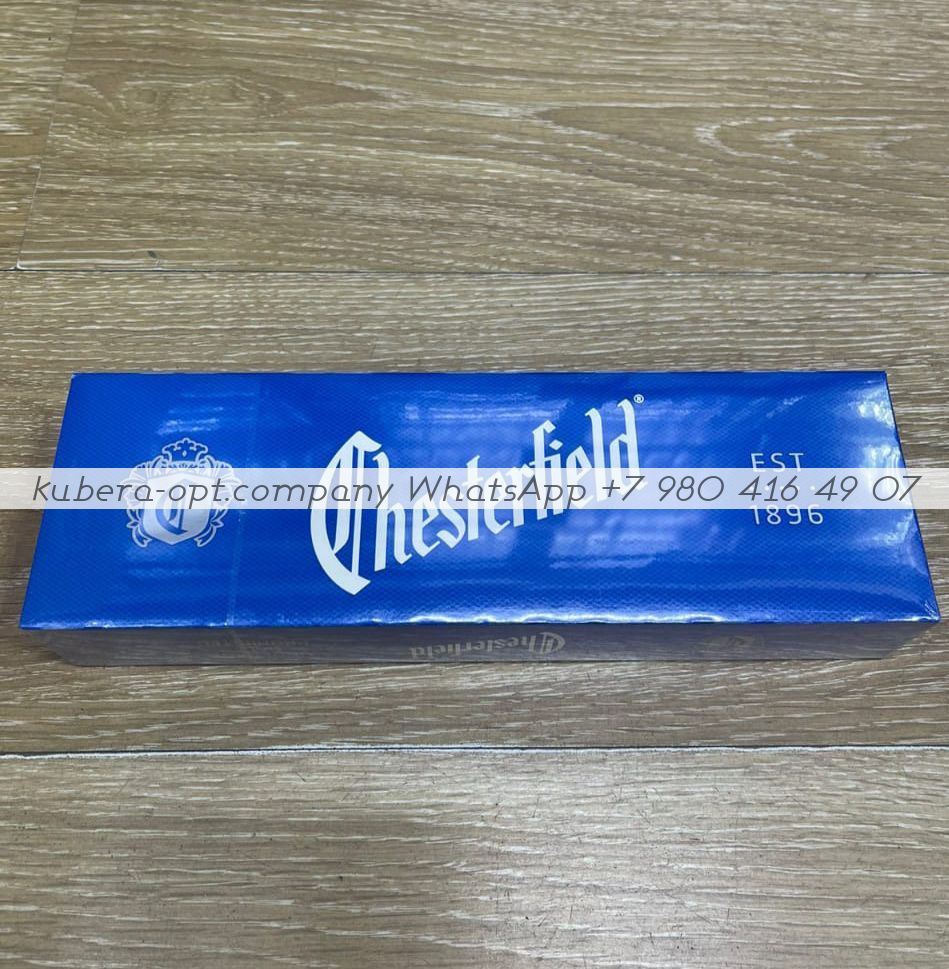 Chesterfield®
EST.
1896
kubera-opt.company WhatsApp +7 980 416 49 07
C
Chesterfield